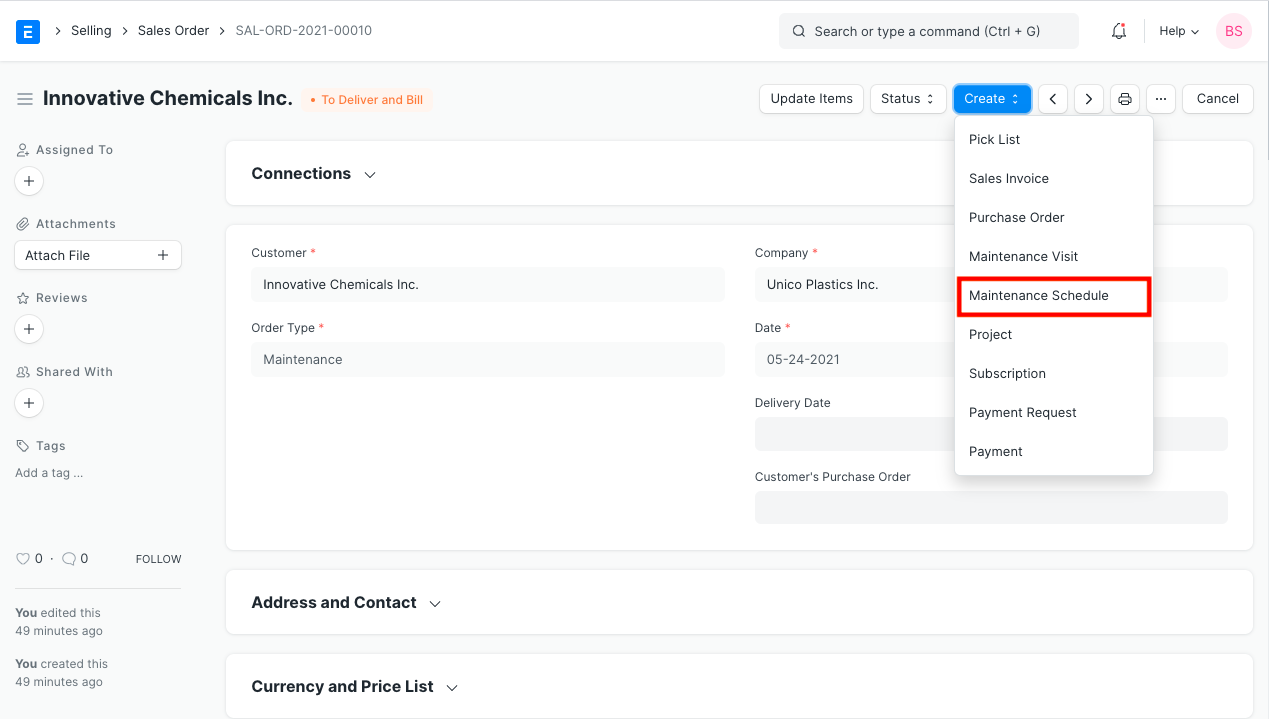 E
Selling
Sales Order
SAL-ORD-2021-00010
Search or type a command (Ctrl + G)
Help
BS
Innovative Chemicals Inc.
• To Deliver and Bill
Update Items
Status
Create
...
Cancel
Pick List
Sales Invoice
Purchase Order
Maintenance Visit
Maintenance Schedule
Project
Subscription
Payment Request
Payment
Assigned To
+
Attachments
Attach File +
Reviews
+
Shared With
+
Tags
Add a tag ...
0 · 0 FOLLOW
You edited this
49 minutes ago
You created this
49 minutes ago
Connections
Customer *
Innovative Chemicals Inc.
Order Type *
Maintenance
Company *
Unico Plastics Inc.
Date *
05-24-2021
Delivery Date
Customer's Purchase Order
Address and Contact
Currency and Price List